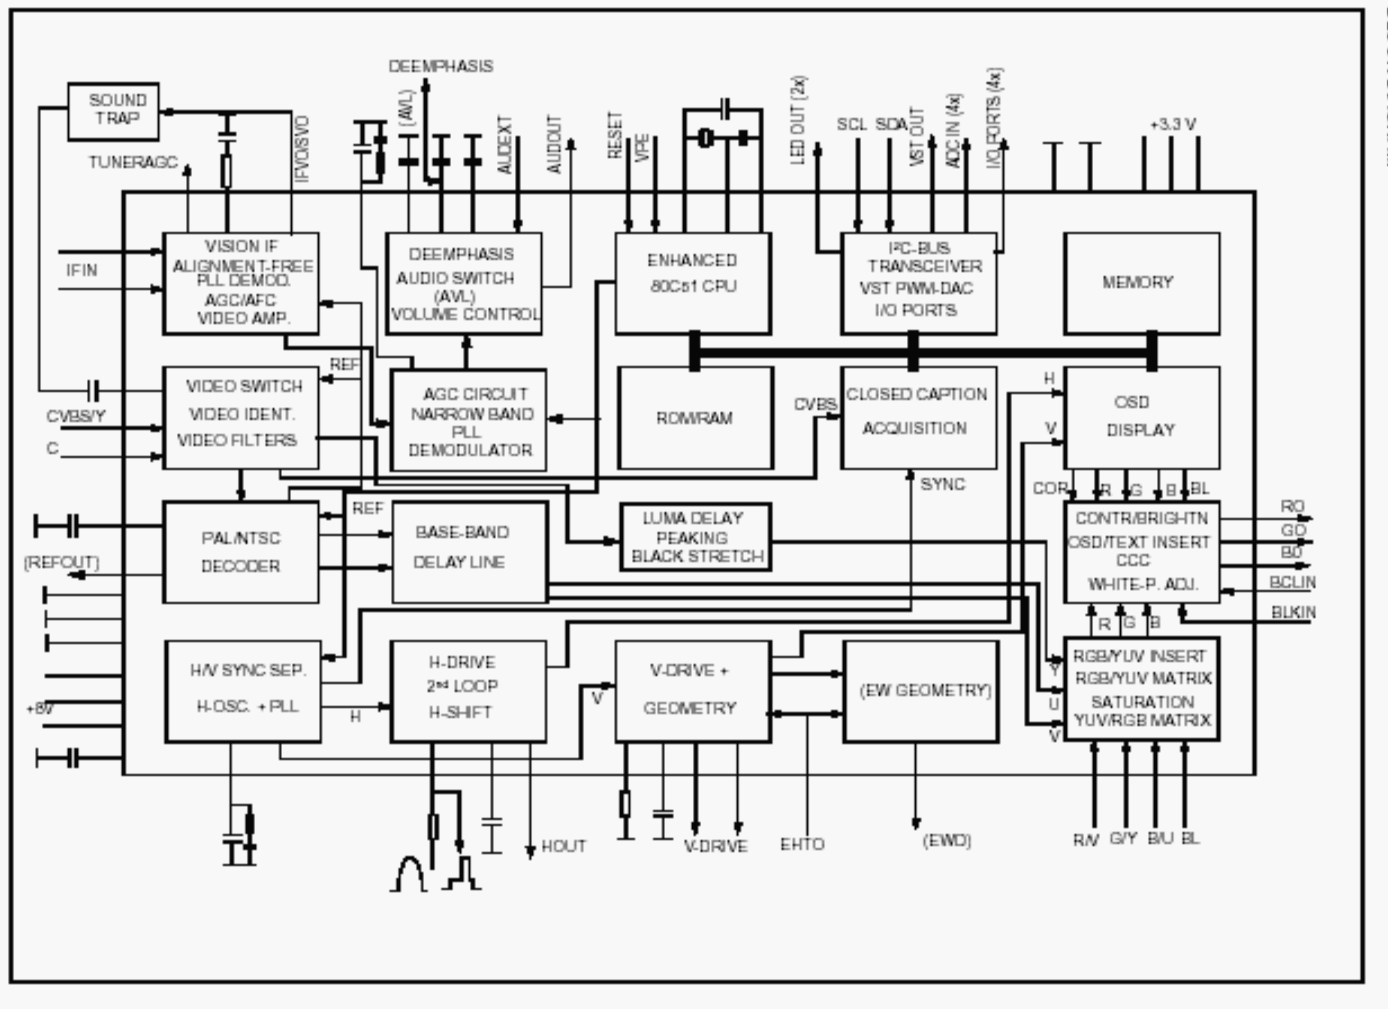 DEEMPHASIS
SOUND
TRAP
TUNERAGC
IFVO/SVO
(AVL)
AUDEXT
AUDOUT
RESET
VPE
LED OUT (2x)
SCL SDA
VST OUT
ADC IN (4x)
I/O PORTS (4x)
+3.3 V
IFIN
VISION IF
ALIGNMENT-FREE
PLL DEMOD.
AGC/AFC
VIDEO AMP.
DEEMPHASIS
AUDIO SWITCH
(AVL)
VOLUME CONTROL
ENHANCED
80C51 CPU
I²C-BUS
TRANSCEIVER
VST PWM-DAC
I/O PORTS
MEMORY
REF
CVBS/Y
C
VIDEO SWITCH
VIDEO IDENT.
VIDEO FILTERS
AGC CIRCUIT
NARROW BAND
PLL
DEMODULATOR
ROM/RAM
CVBS
CLOSED CAPTION
ACQUISITION
SYNC
H
V
OSD
DISPLAY
COR R G B BL
REF
(REFOUT)
PAL/NTSC
DECODER
BASE-BAND
DELAY LINE
LUMA DELAY
PEAKING
BLACK STRETCH
CONTR/BRIGHTN
OSD/TEXT INSERT
CCC
WHITE-P. ADJ.
RO
GO
BO
BCLIN
BLKIN
R G B
+8V
H/V SYNC SEP.
H-OSC. + PLL
H
H-DRIVE
2nd LOOP
H-SHIFT
V
V-DRIVE +
GEOMETRY
(EW GEOMETRY)
Y
U
V
RGB/YUV INSERT
RGB/YUV MATRIX
SATURATION
YUV/RGB MATRIX
HOUT
V-DRIVE
EHTO
(EWD)
R/V G/Y B/U BL